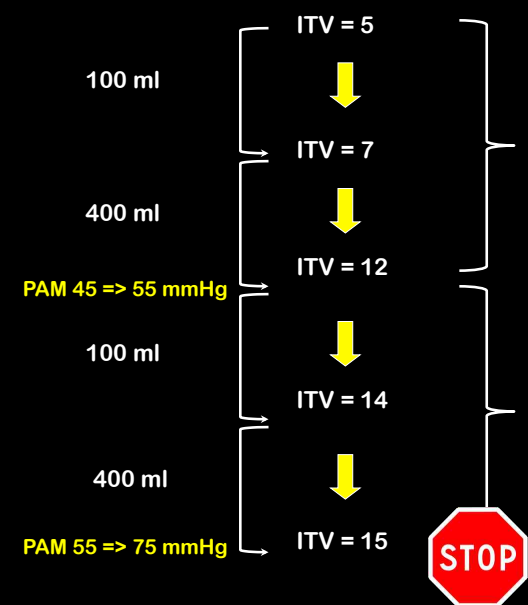 ITV = 5
100 ml
ITV = 7
400 ml
ITV = 12
PAM 45 => 55 mmHg
100 ml
ITV = 14
400 ml
ITV = 15
PAM 55 => 75 mmHg
STOP